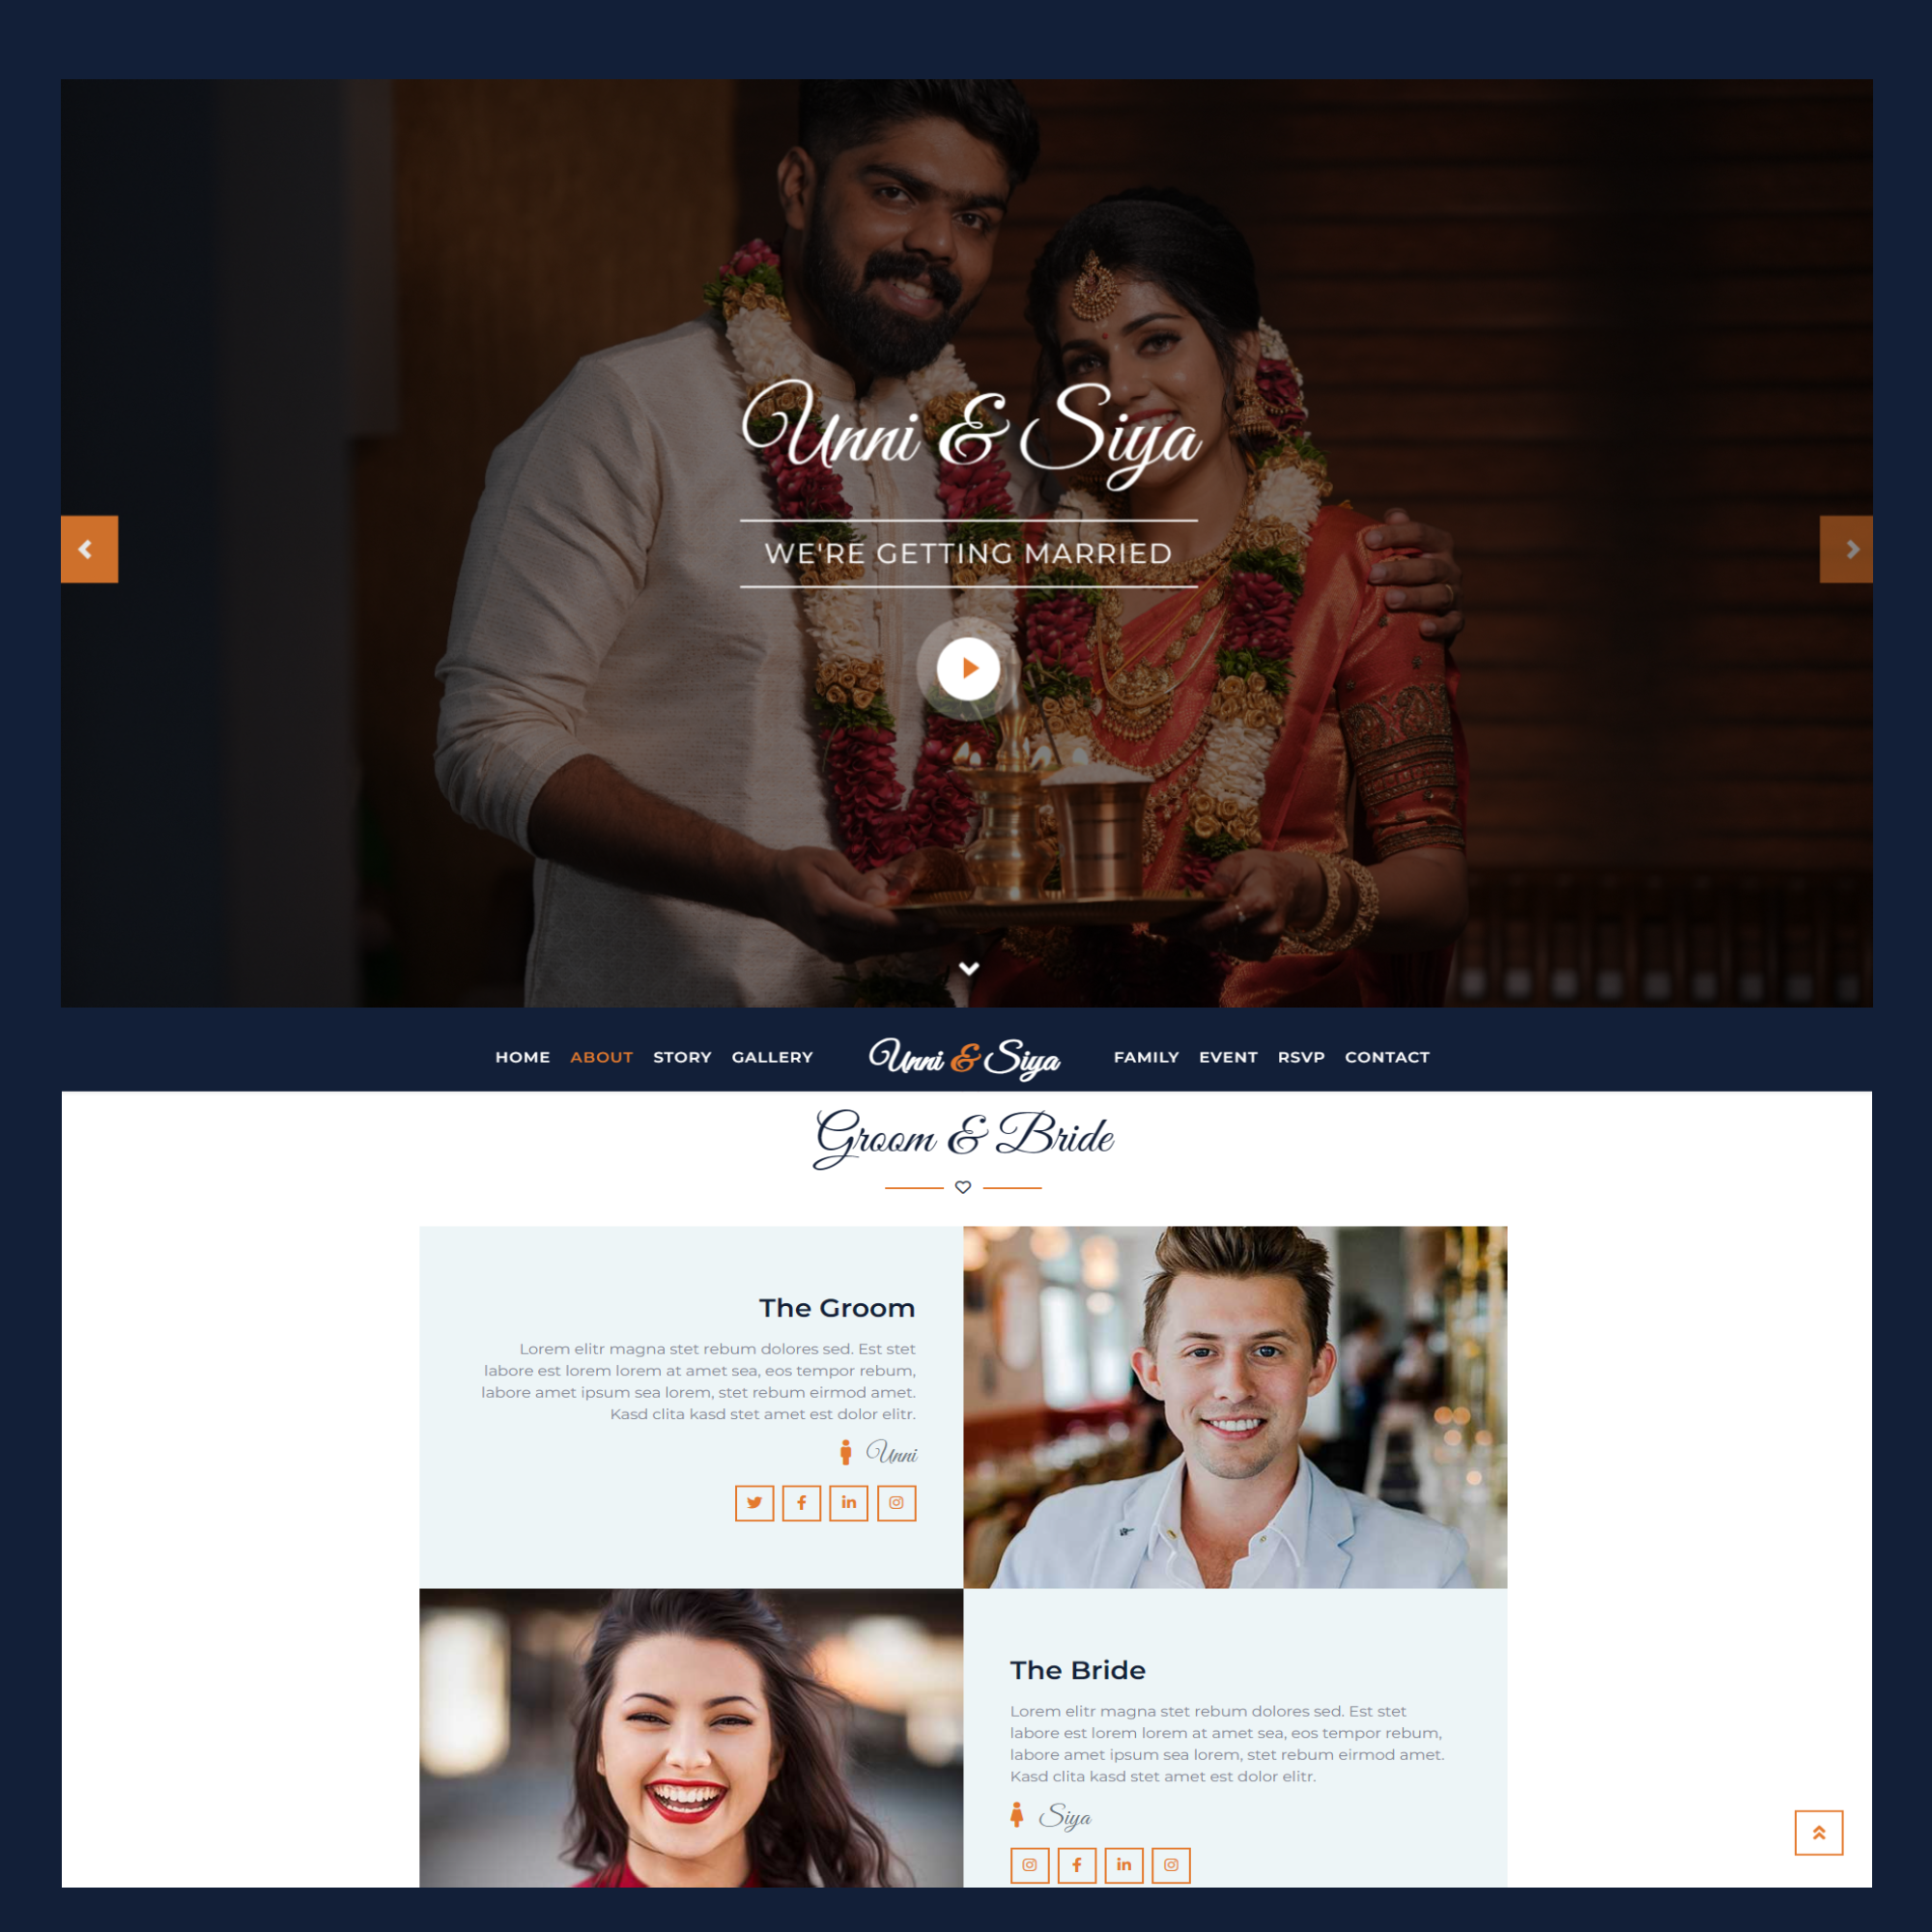 Unni & Siya
WE'RE GETTING MARRIED
HOME ABOUT STORY GALLERY Unni & Siya FAMILY EVENT RSVP CONTACT
Groom & Bride
The Groom
Lorem elitr magna stet rebum dolores sed. Est stet
labore est lorem lorem at amet sea, eos tempor rebum,
labore amet ipsum sea lorem, stet rebum eirmod amet.
Kasd clita kasd stet amet est dolor elitr.
Unni
The Bride
Lorem elitr magna stet rebum dolores sed. Est stet
labore est lorem lorem at amet sea, eos tempor rebum,
labore amet ipsum sea lorem, stet rebum eirmod amet.
Kasd clita kasd stet amet est dolor elitr.
Siya